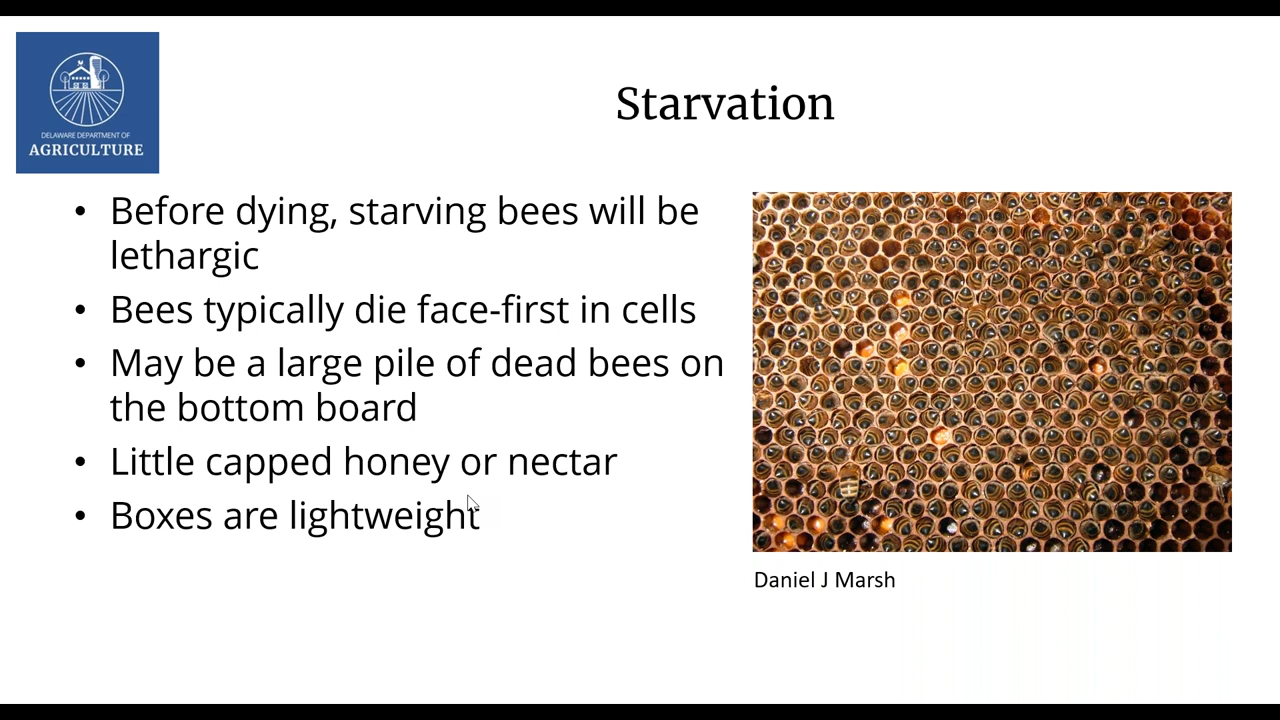 DELAWARE DEPARTMENT OF
AGRICULTURE
Starvation
• Before dying, starving bees will be
lethargic
• Bees typically die face-first in cells
• May be a large pile of dead bees on
the bottom board
• Little capped honey or nectar
• Boxes are lightweight
Daniel J Marsh